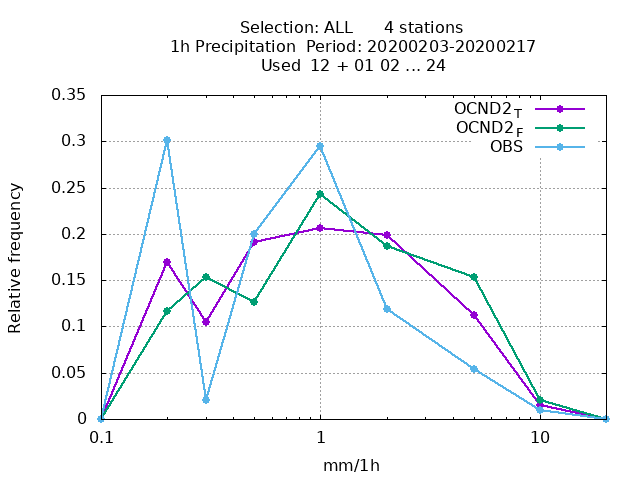 Selection: ALL      4 stations
1h Precipitation  Period: 20200203-20200217
Used  12 + 01 02 ... 24
OCND2T
OCND2F
OBS
0.35
0.3
0.25
0.2
0.15
0.1
0.05
0
Relative frequency
0.1
1
10
mm/1h